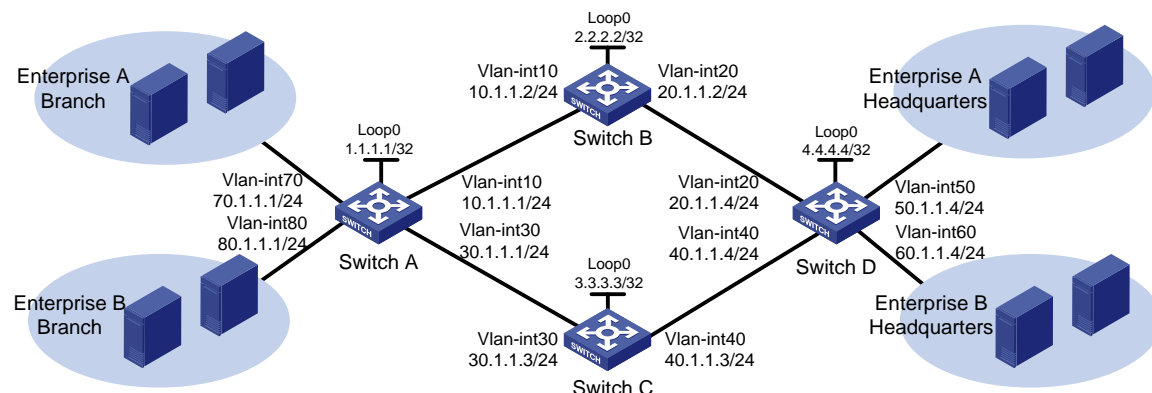 Enterprise A
Branch
Enterprise B
Branch
Vlan-int70
70.1.1.1/24
Vlan-int80
80.1.1.1/24
Loop0
1.1.1.1/32
SWITCH
Switch A
Vlan-int10
10.1.1.1/24
Vlan-int30
30.1.1.1/24
Loop0
2.2.2.2/32
Vlan-int10
10.1.1.2/24
Vlan-int20
20.1.1.2/24
SWITCH
Switch B
Loop0
3.3.3.3/32
Vlan-int30
30.1.1.3/24
Vlan-int40
40.1.1.3/24
SWITCH
Switch C
Loop0
4.4.4.4/32
Vlan-int20
20.1.1.4/24
Vlan-int40
40.1.1.4/24
SWITCH
Switch D
Vlan-int50
50.1.1.4/24
Vlan-int60
60.1.1.4/24
Enterprise A
Headquarters
Enterprise B
Headquarters